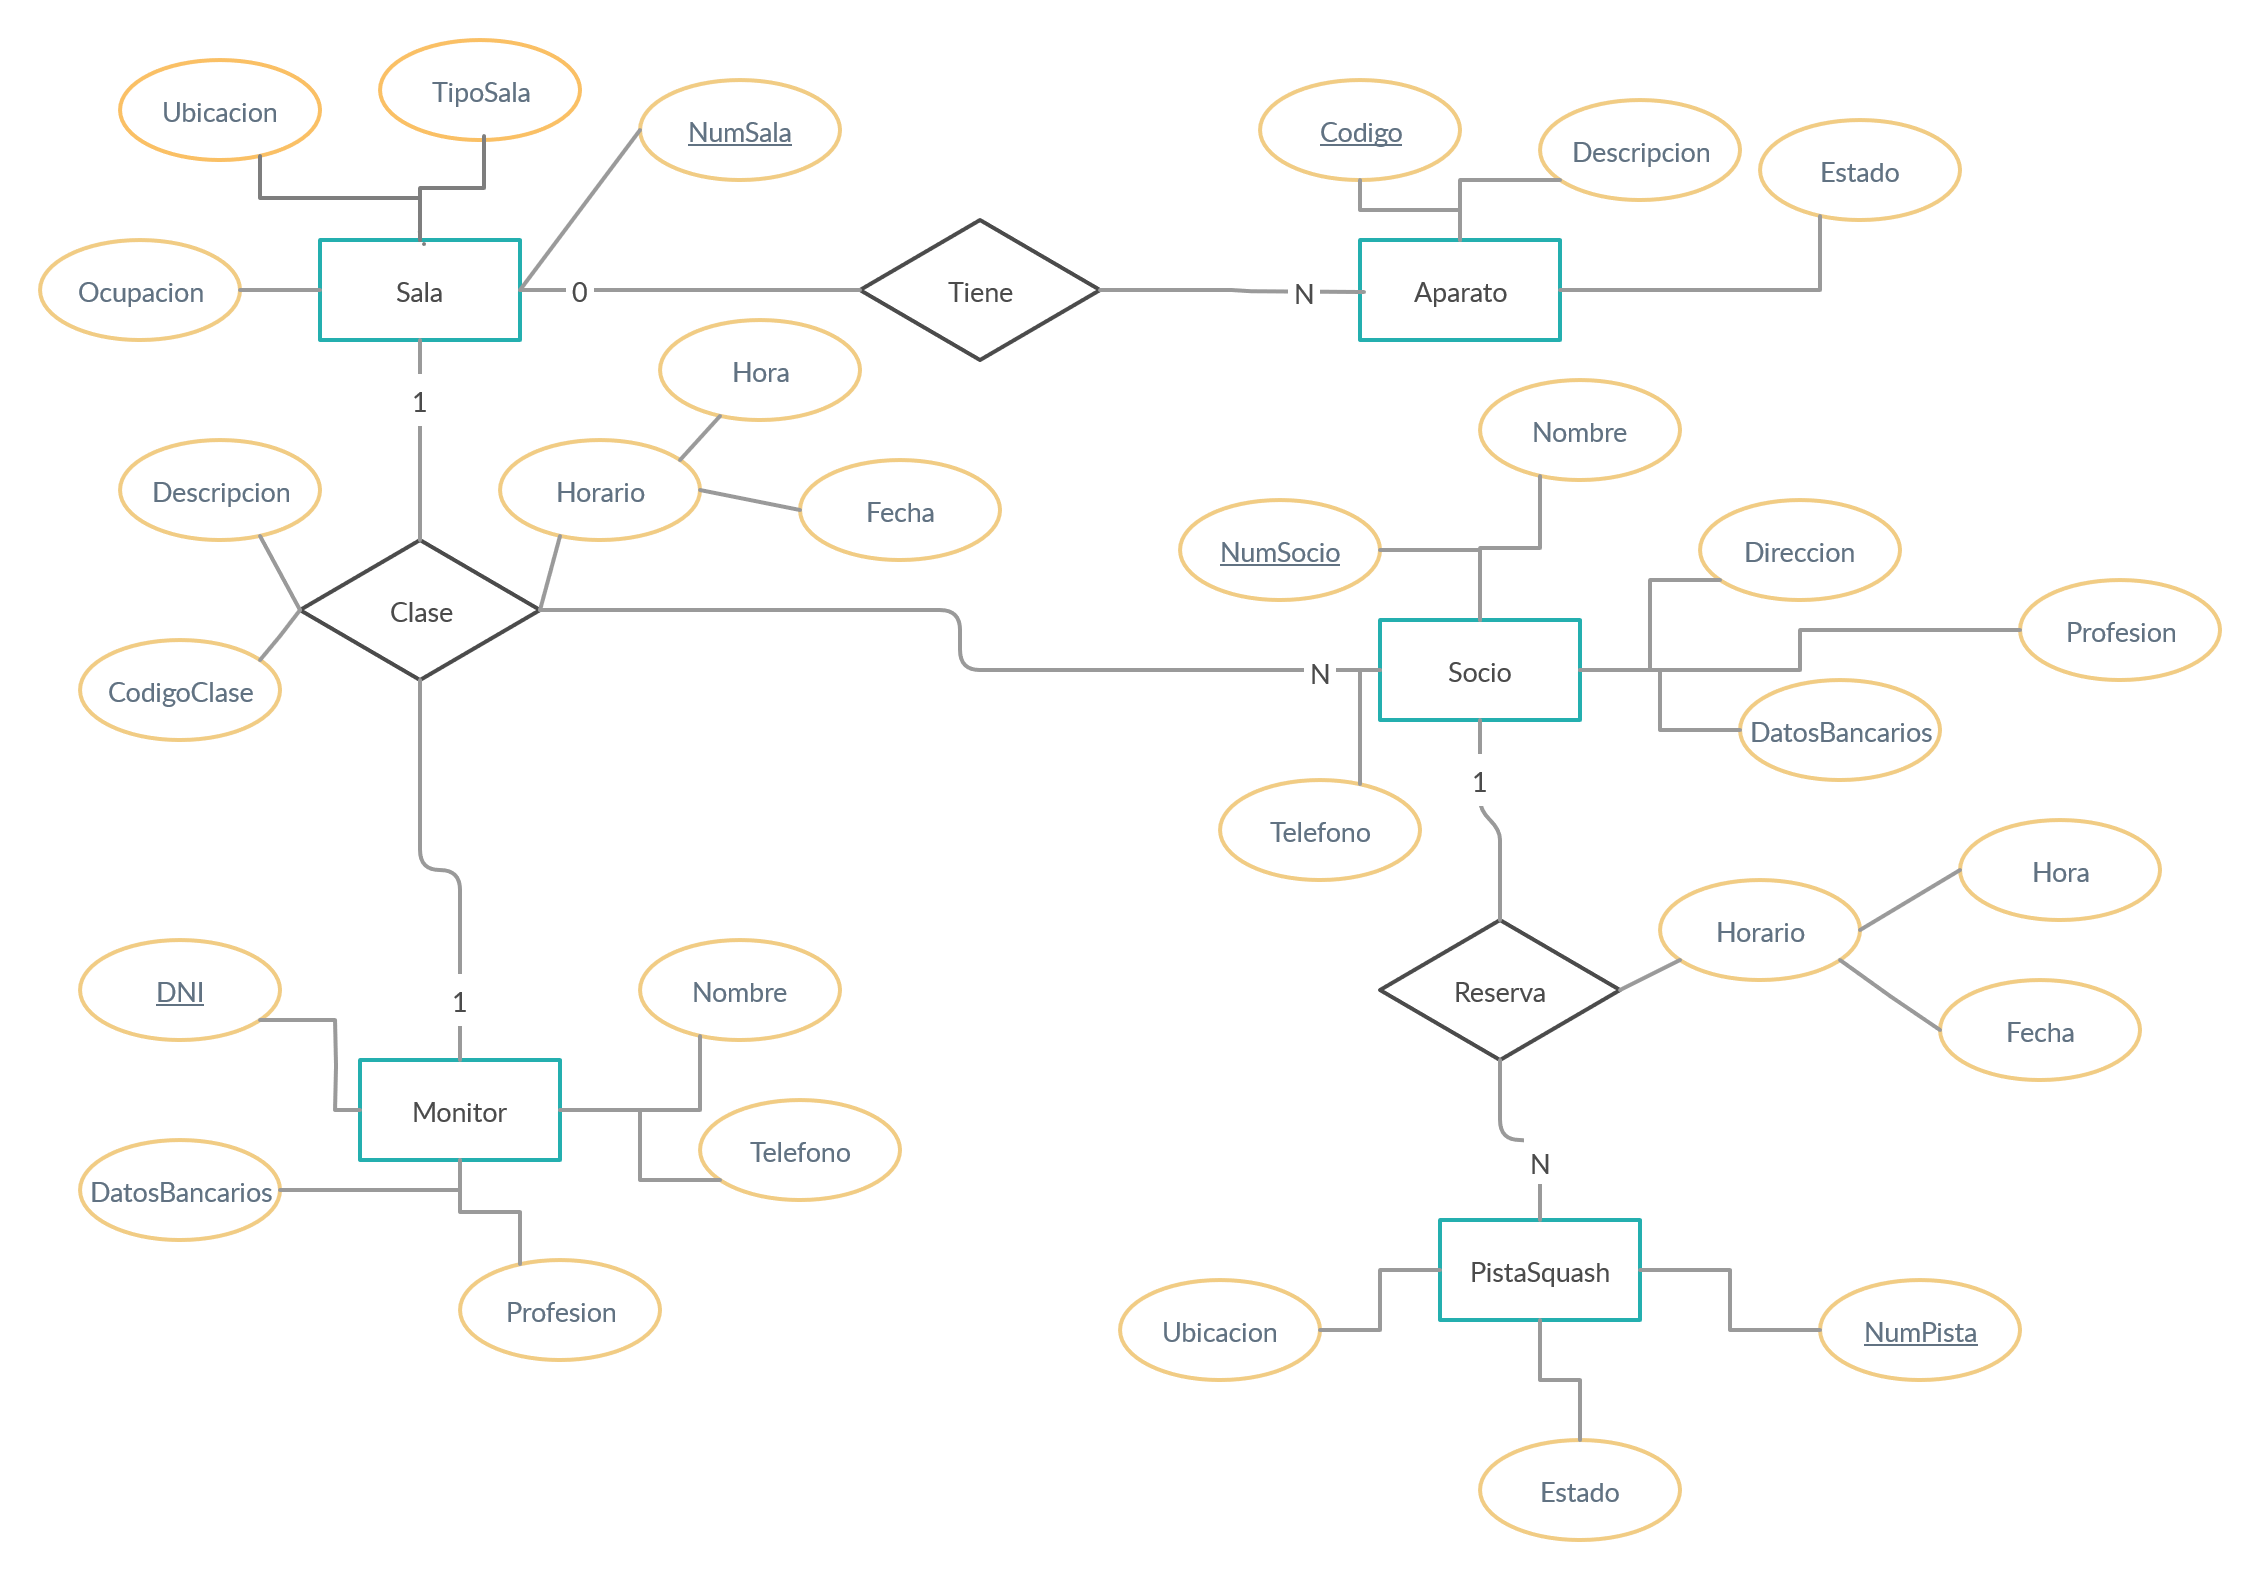 TipoSala
Ubicacion
NumSala
Codigo
Descripcion
Estado
Ocupacion
Sala
0
Tiene
N
Aparato
Hora
1
Nombre
Descripcion
Horario
Fecha
NumSocio
Direccion
Clase
Profesion
N
Socio
CodigoClase
DatosBancarios
1
Telefono
Hora
Horario
DNI
1
Nombre
Reserva
Fecha
Monitor
Telefono
N
DatosBancarios
PistaSquash
Profesion
Ubicacion
NumPista
Estado